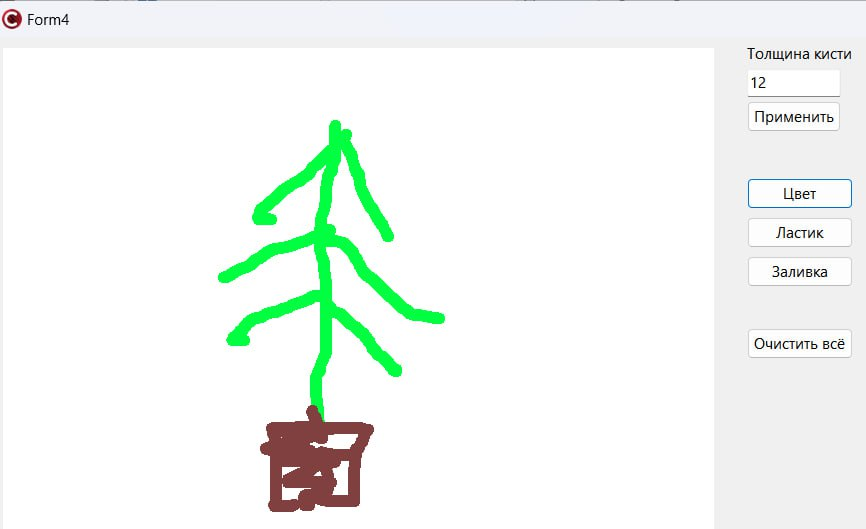 Form4
Толщина кисти
12
Применить
Цвет
Ластик
Заливка
Очистить всё